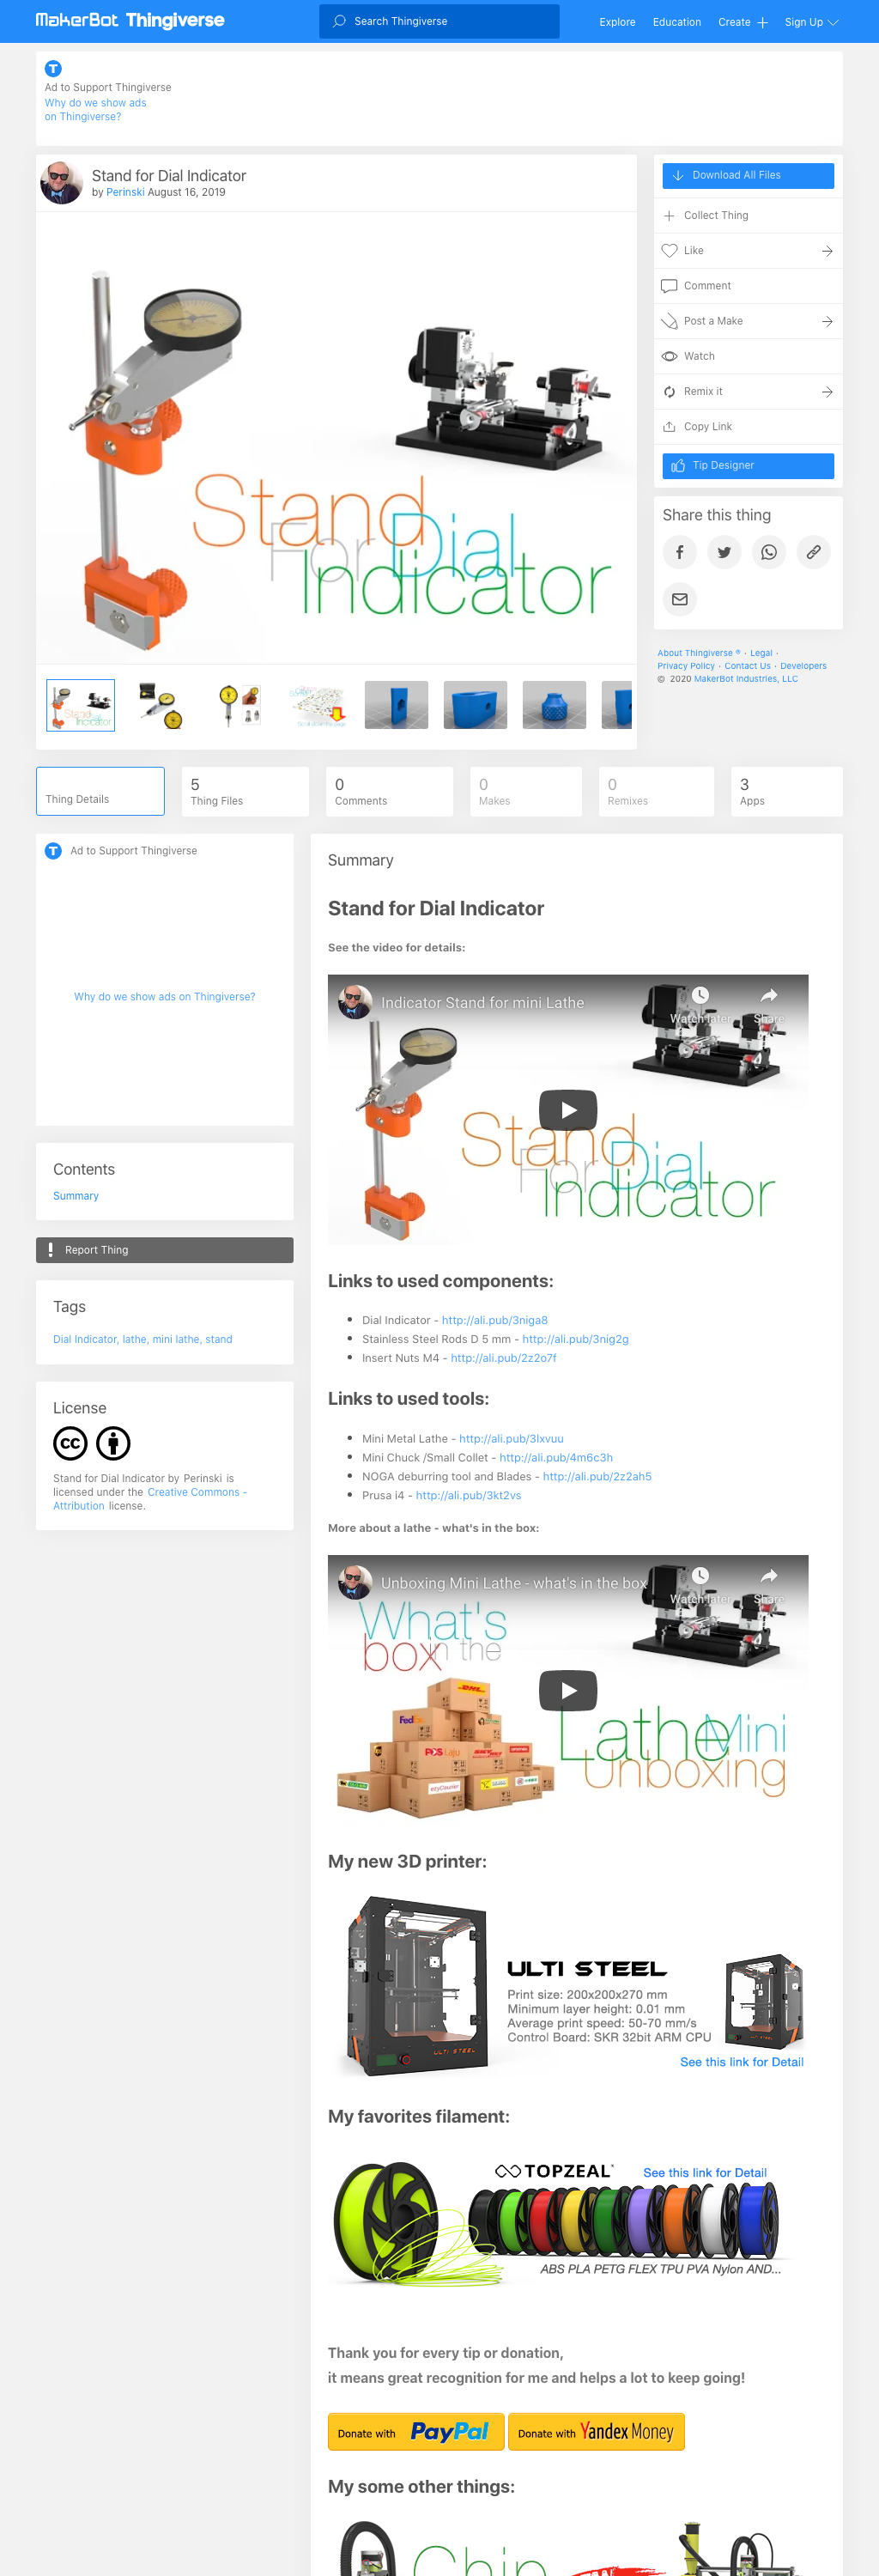 MakerBot Thingiverse
Search Thingiverse
Explore
Education
Create
Sign Up
Ad to Support Thingiverse
Why do we show ads
on Thingiverse?
Stand for Dial Indicator
by Perinski August 16, 2019
Stand
For Dial
Indicator
Download All Files
Collect Thing
Like
Comment
Post a Make
Watch
Remix it
Copy Link
Tip Designer
Share this thing
About Thingiverse ® · Legal ·
Privacy Policy · Contact Us · Developers
© 2020 MakerBot Industries, LLC
Thing Details
5
Thing Files
0
Comments
0
Makes
0
Remixes
3
Apps
Ad to Support Thingiverse
Why do we show ads on Thingiverse?
Contents
Summary
Report Thing
Tags
Dial Indicator, lathe, mini lathe, stand
License
Stand for Dial Indicator by Perinski is
licensed under the Creative Commons -
Attribution license.
Summary
Stand for Dial Indicator
See the video for details:
Indicator Stand for mini Lathe
Watch later
Share
Stand
For Dial
Indicator
Links to used components:
Dial Indicator - http://ali.pub/3niga8
Stainless Steel Rods D 5 mm - http://ali.pub/3nig2g
Insert Nuts M4 - http://ali.pub/2z2o7f
Links to used tools:
Mini Metal Lathe - http://ali.pub/3lxvuu
Mini Chuck /Small Collet - http://ali.pub/4m6c3h
NOGA deburring tool and Blades - http://ali.pub/2z2ah5
Prusa i4 - http://ali.pub/3kt2vs
More about a lathe - what's in the box:
Unboxing Mini Lathe - what's in the box
Watch later
Share
What's
in the
box
DHL
FedEx
POS Laju
Lathe Mini
Unboxing
My new 3D printer:
ULTI STEEL
Print size: 200x200x270 mm
Minimum layer height: 0.01 mm
Average print speed: 50-70 mm/s
Control Board: SKR 32bit ARM CPU
ULTI STEEL
See this link for Detail
My favorites filament:
TOPZEAL
See this link for Detail
ABS PLA PETG FLEX TPU PVA Nylon AND...
Thank you for every tip or donation,
it means great recognition for me and helps a lot to keep going!
Donate with PayPal
Donate with Yandex Money
My some other things:
Chip